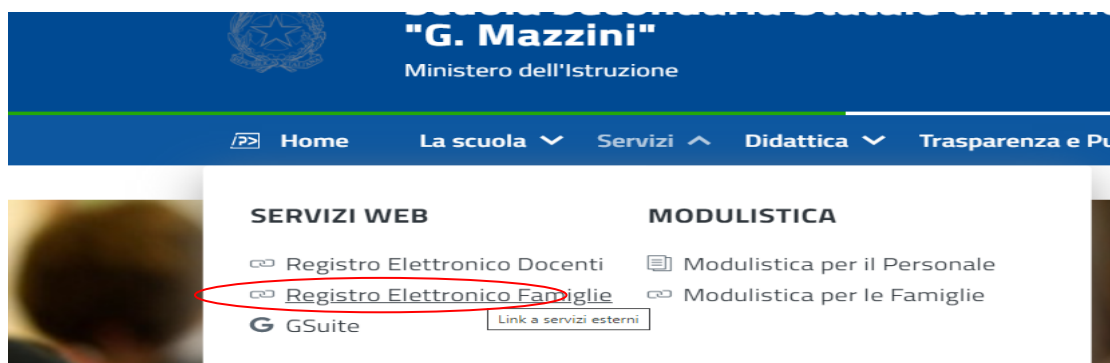 "G. Mazzini"
Ministero dell'Istruzione
Home La scuola Servizi Didattica Trasparenza e Pu
SERVIZI WEB
MODULISTICA
Registro Elettronico Docenti
Modulistica per il Personale
Registro Elettronico Famiglie
Modulistica per le Famiglie
GSuite
Link a servizi esterni